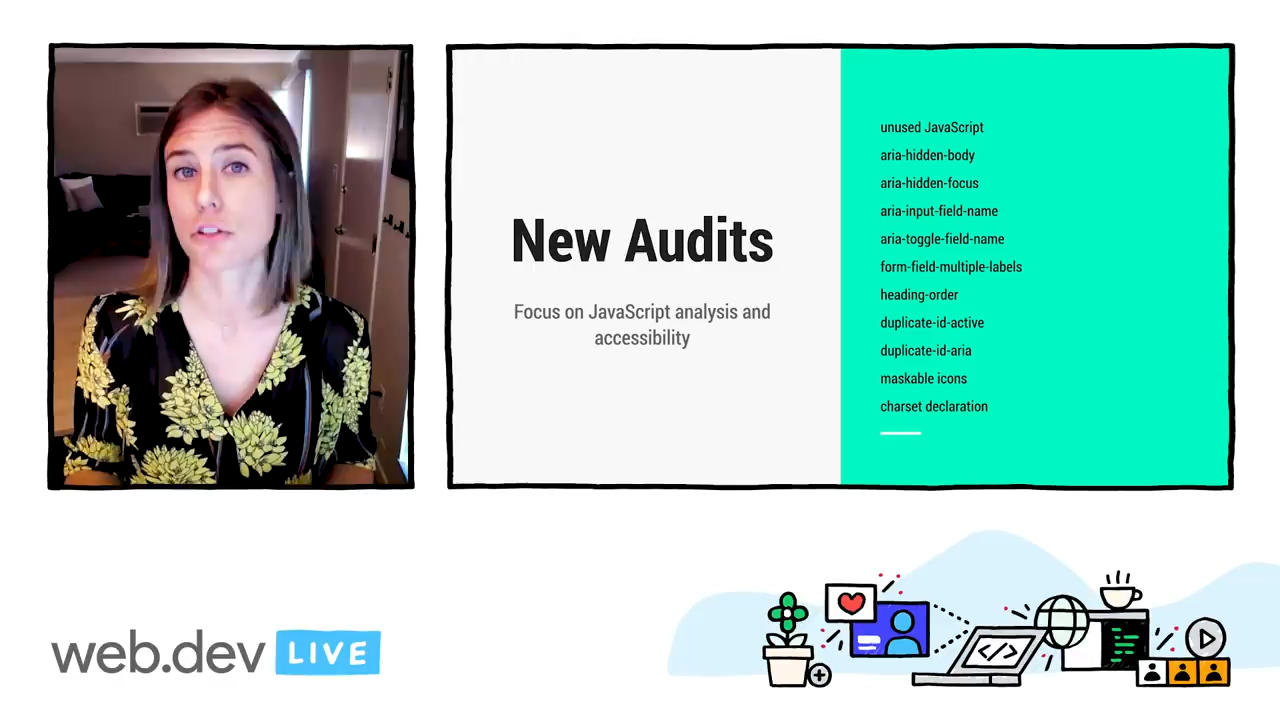 New Audits
Focus on JavaScript analysis and
accessibility
unused JavaScript
aria-hidden-body
aria-hidden-focus
aria-input-field-name
aria-toggle-field-name
form-field-multiple-labels
heading-order
duplicate-id-active
duplicate-id-aria
maskable icons
charset declaration
web.dev LIVE
</>